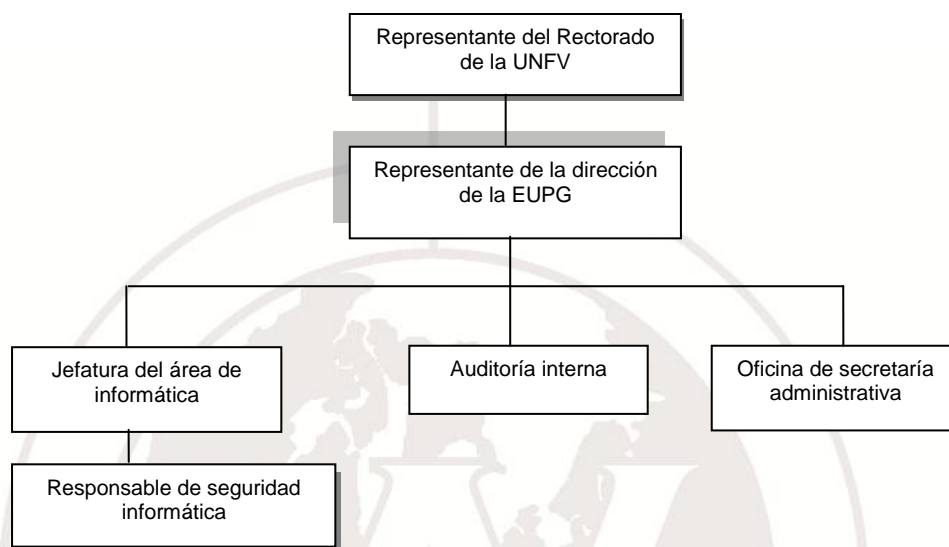 Representante del Rectorado
de la UNFV
Representante de la dirección
de la EUPG
Jefatura del área de
informática
Auditoría interna
Oficina de secretaría
administrativa
Responsable de seguridad
informática